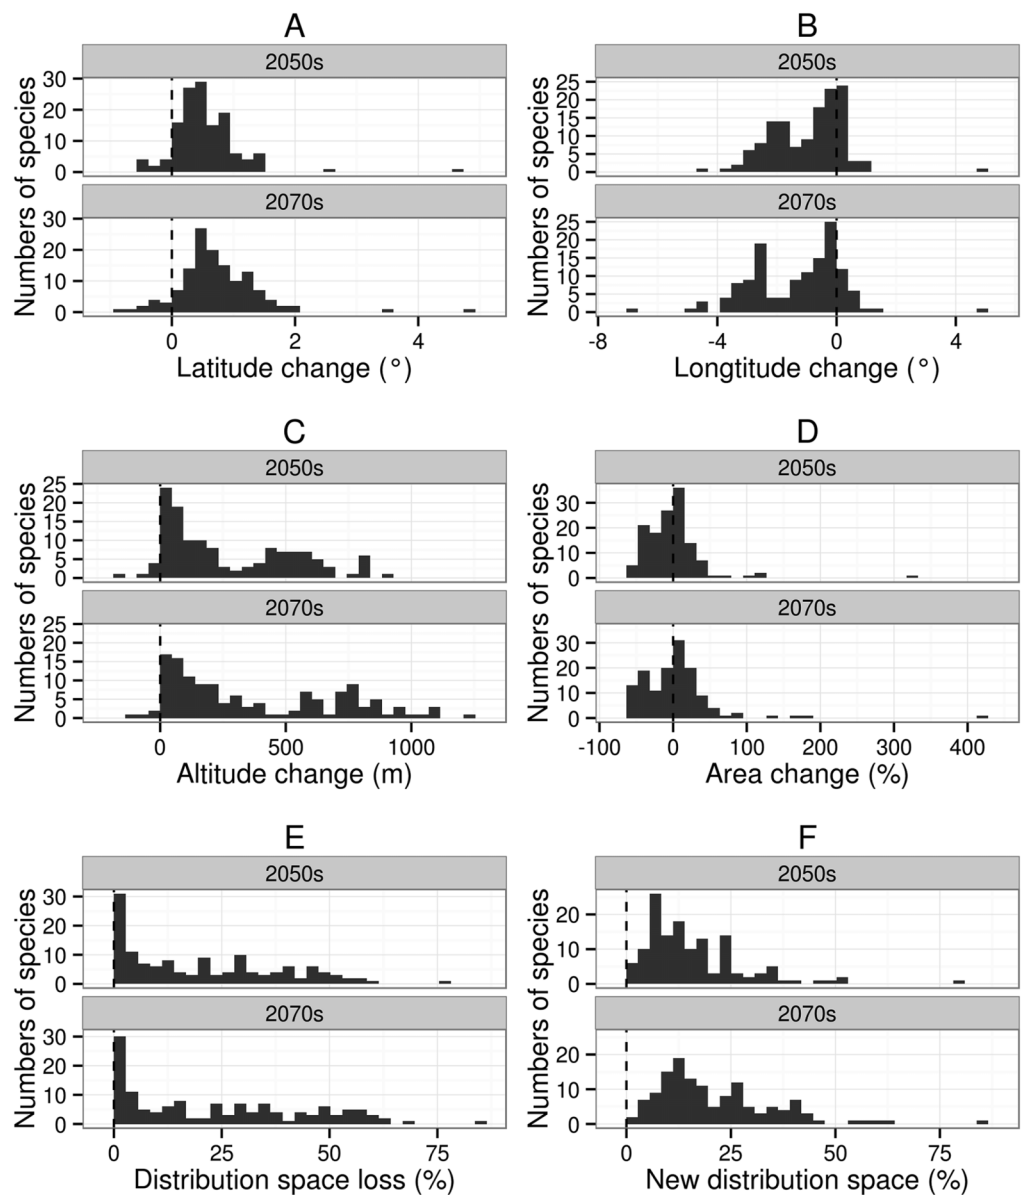 A
2050s
30
20
10
0
2070s
30
20
10
0
0 2 4
Latitude change (°)
Numbers of species
B
2050s
25
20
15
10
5
0
2070s
25
20
15
10
5
0
-8 -4 0 4
Longtitude change (°)
Numbers of species
C
2050s
25
20
15
10
5
0
2070s
25
20
15
10
5
0
0 500 1000
Altitude change (m)
Numbers of species
D
2050s
30
20
10
0
2070s
30
20
10
0
-100 0 100 200 300 400
Area change (%)
Numbers of species
E
2050s
30
20
10
0
2070s
30
20
10
0
0 25 50 75
Distribution space loss (%)
Numbers of species
F
2050s
20
10
0
2070s
20
10
0
0 25 50 75
New distribution space (%)
Numbers of species